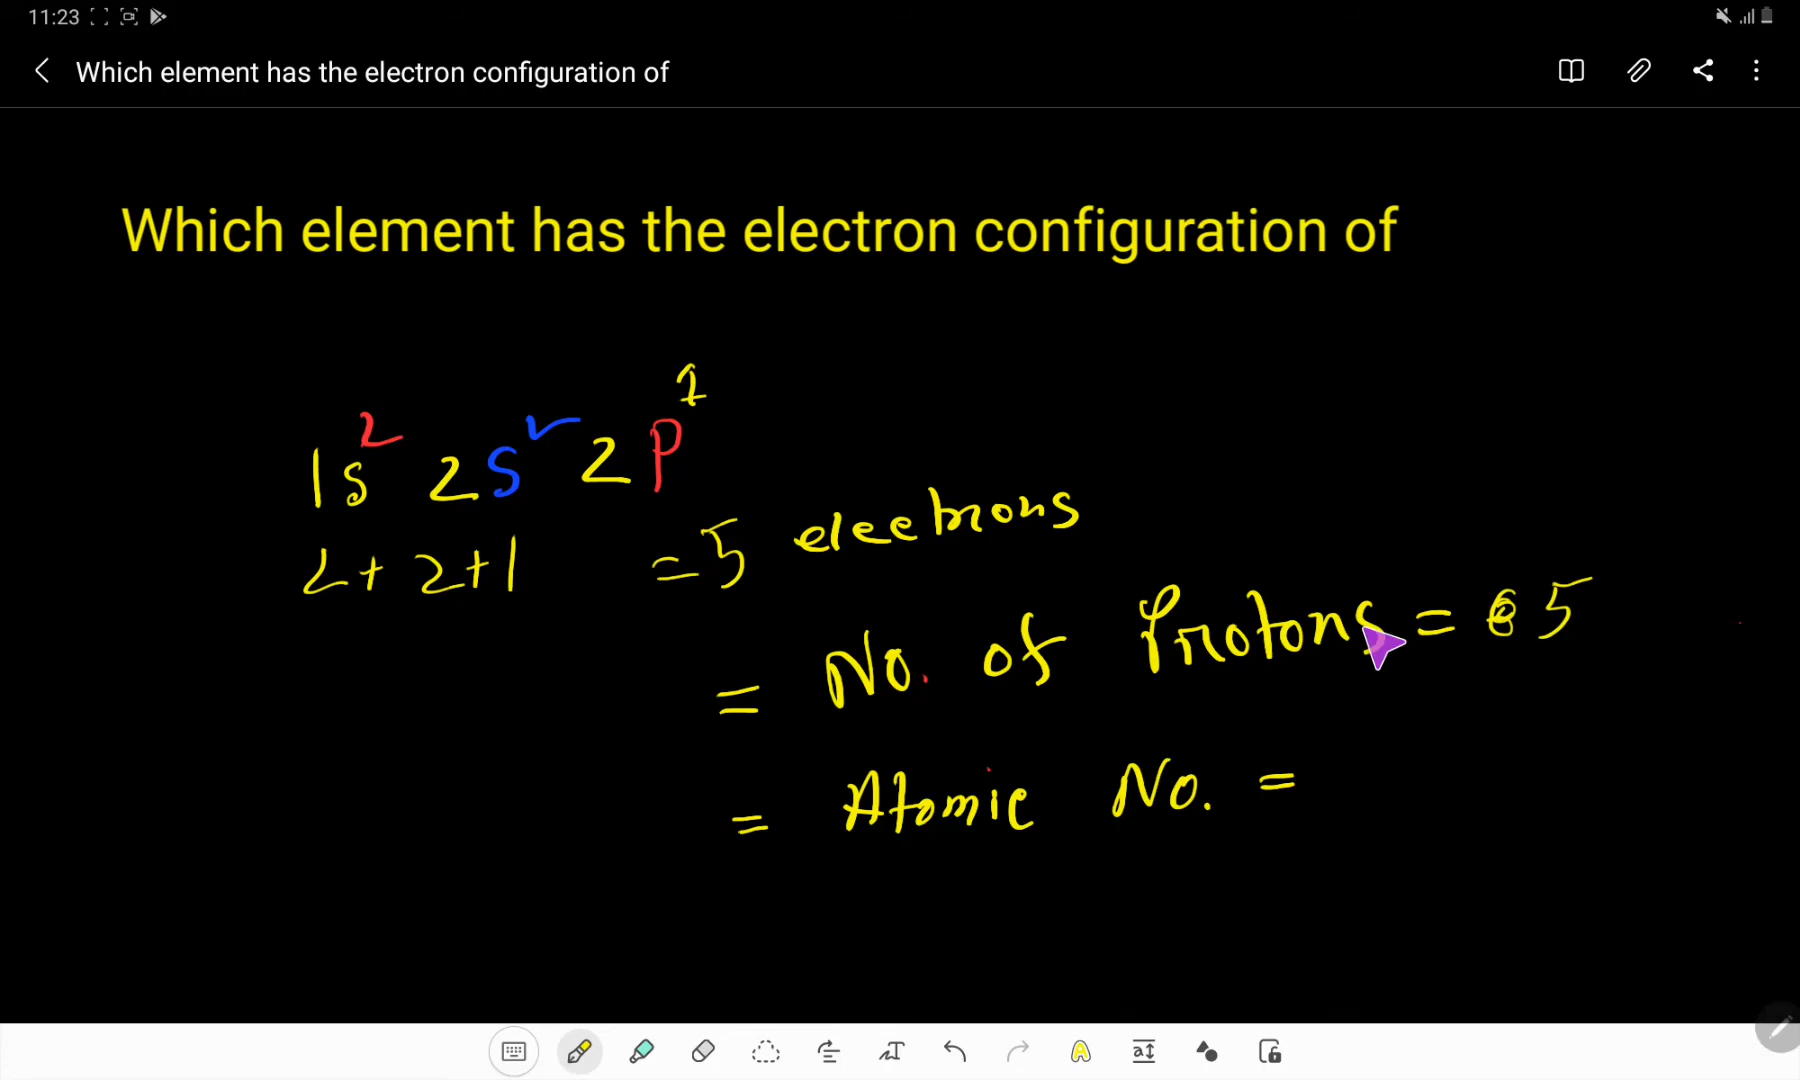 11:23
Which element has the electron configuration of
Which element has the electron configuration of
1s² 2s² 2p¹
2+ 2+1 = 5 electrons
= No. of Protons = 5
= Atomic No. =